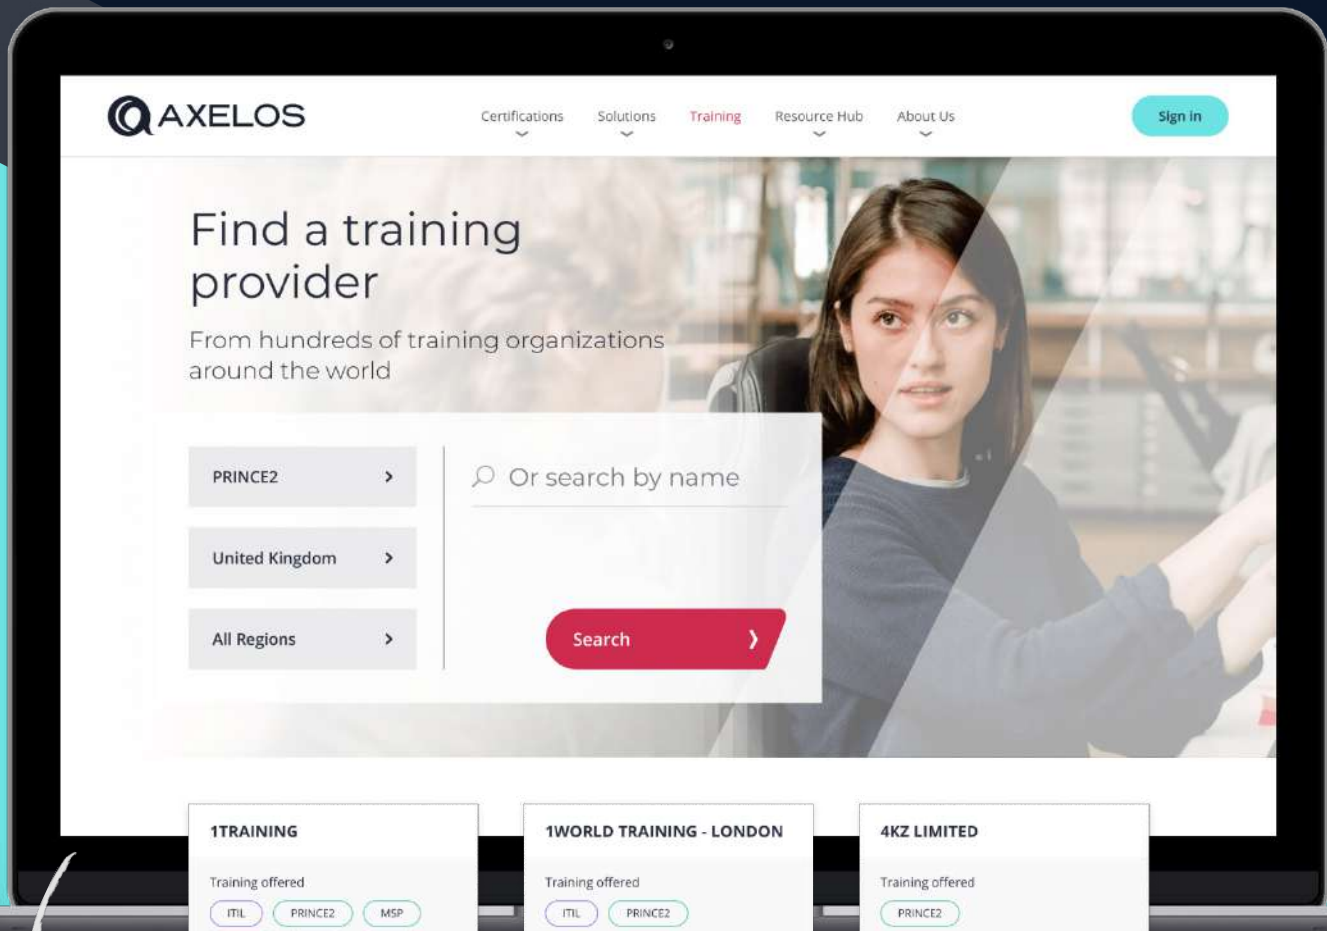 AXELOS
Certifications Solutions Training Resource Hub About Us Sign in
Find a training
provider
From hundreds of training organizations
around the world
PRINCE2
Or search by name
United Kingdom
All Regions
Search
1TRAINING
Training offered
ITIL PRINCE2 MSP
1WORLD TRAINING - LONDON
Training offered
ITIL PRINCE2
4KZ LIMITED
Training offered
PRINCE2